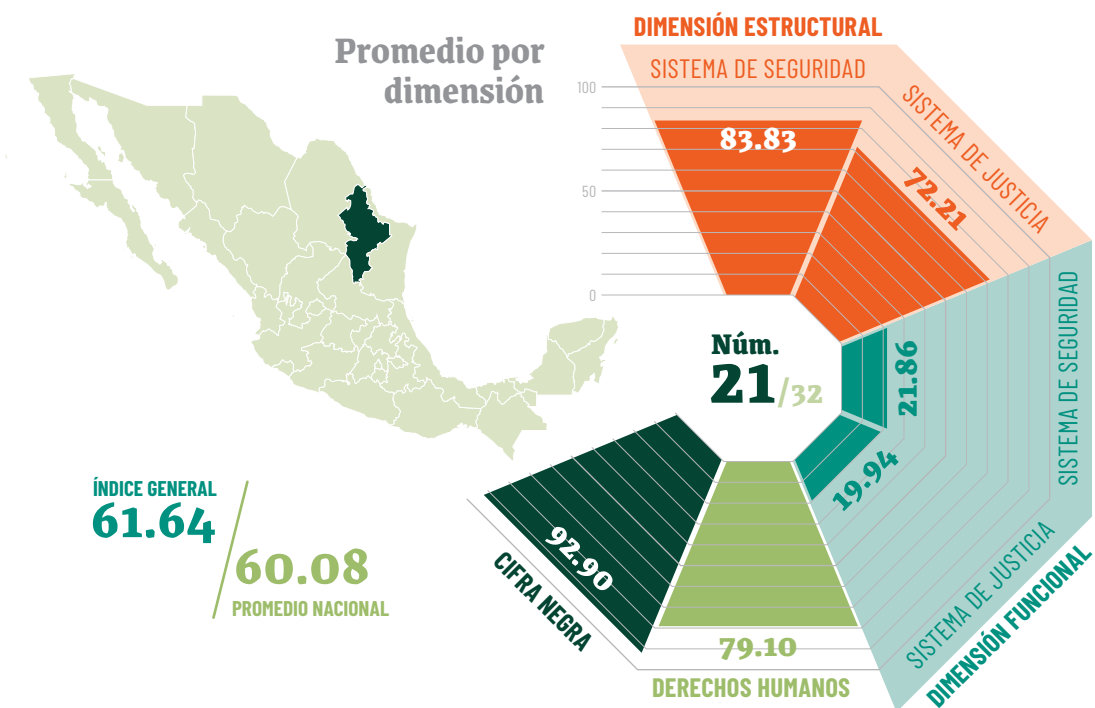 Promedio por
dimensión
DIMENSIÓN ESTRUCTURAL
SISTEMA DE SEGURIDAD
SISTEMA DE JUSTICIA
100
50
0
83.83
72.21
SISTEMA DE SEGURIDAD
21.86
19.94
SISTEMA DE JUSTICIA
DIMENSIÓN FUNCIONAL
Núm.
21/32
92.90
CIFRA NEGRA
79.10
DERECHOS HUMANOS
ÍNDICE GENERAL
61.64
60.08
PROMEDIO NACIONAL